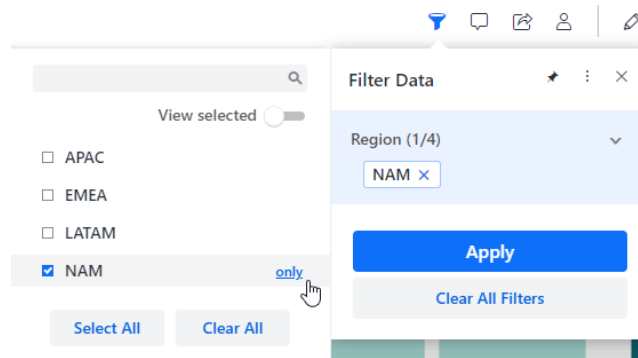 View selected
APAC
EMEA
LATAM
NAM only
Select All Clear All
Filter Data
Region (1/4)
NAM
Apply
Clear All Filters